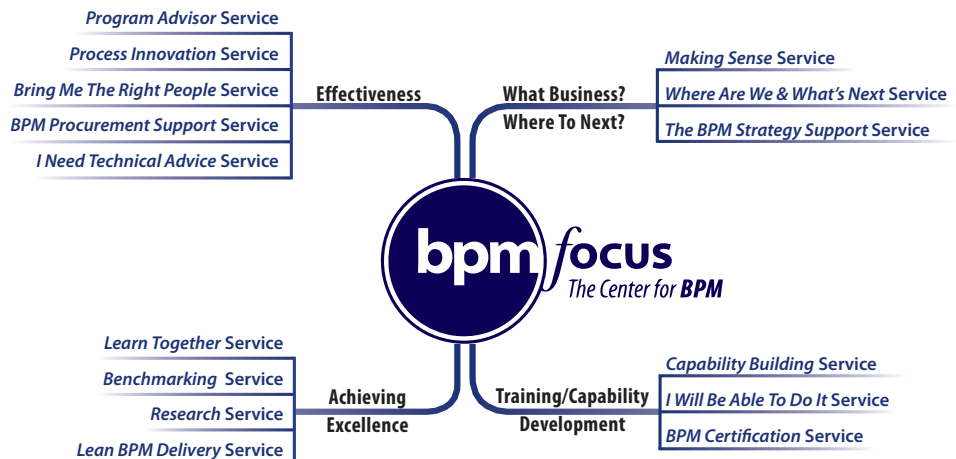 Program Advisor Service
Process Innovation Service
Bring Me The Right People Service
BPM Procurement Support Service
I Need Technical Advice Service
Effectiveness
What Business?
Where To Next?
Making Sense Service
Where Are We & What's Next Service
The BPM Strategy Support Service
bpmfocus
The Center for BPM
Learn Together Service
Benchmarking Service
Research Service
Lean BPM Delivery Service
Achieving
Excellence
Training/Capability
Development
Capability Building Service
I Will Be Able To Do It Service
BPM Certification Service